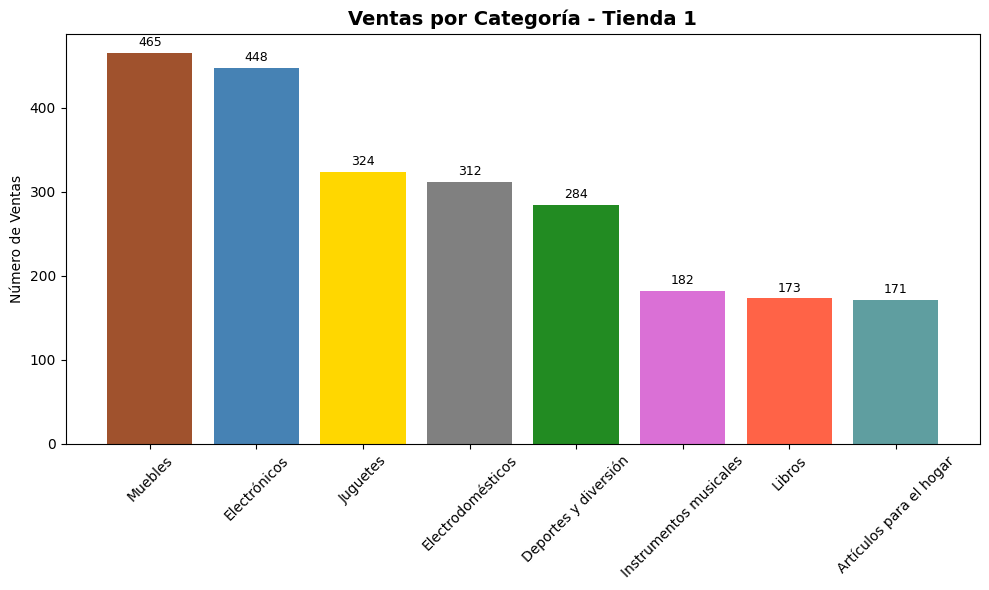 Ventas por Categoría - Tienda 1
Número de Ventas
400
300
200
100
0
465
448
324
312
284
182
173
171
Muebles
Electrónicos
Juguetes
Electrodomésticos
Deportes y diversión
Instrumentos musicales
Libros
Artículos para el hogar